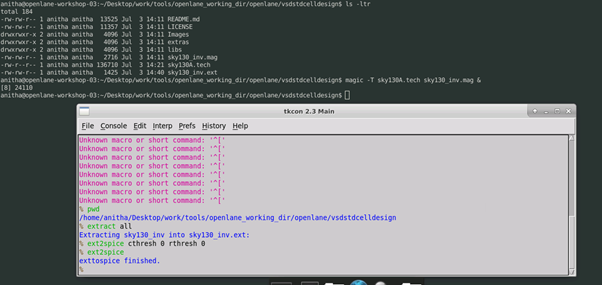 anitha@openlane-workshop-03:~/Desktop/work/tools/openlane_working_dir/openlane/vsdstdcelldesign$ ls -ltr
total 184
-rw-rw-r-- 1 anitha anitha 13525 Jul 3 14:11 README.md
-rw-rw-r-- 1 anitha anitha 11357 Jul 3 14:11 LICENSE
drwxrwxr-x 2 anitha anitha 4096 Jul 3 14:11 Images
drwxrwxr-x 2 anitha anitha 4096 Jul 3 14:11 extras
drwxrwxr-x 2 anitha anitha 4096 Jul 3 14:11 libs
-rw-rw-r-- 1 anitha anitha 2716 Jul 3 14:11 sky130_inv.mag
-rw-rw-r-- 1 anitha anitha 136710 Jul 3 14:21 sky130A.tech
-rw-rw-r-- 1 anitha anitha 1425 Jul 3 14:40 sky130_inv.ext
anitha@openlane-workshop-03:~/Desktop/work/tools/openlane_working_dir/openlane/vsdstdcelldesign$ magic -T sky130A.tech sky130_inv.mag &
[8] 24110
anitha@openlane-workshop-03:~/Desktop/work/tools/openlane_working_dir/openlane/vsdstdcelldesign$
tkcon 2.3 Main
File Console Edit Interp Prefs History Help
Unknown macro or short command: '^['
Unknown macro or short command: '^['
Unknown macro or short command: '^['
Unknown macro or short command: '^['
Unknown macro or short command: '^['
Unknown macro or short command: '^['
Unknown macro or short command: '^['
Unknown macro or short command: '^['
% pwd
/home/anitha/Desktop/work/tools/openlane_working_dir/openlane/vsdstdcelldesign
% extract all
Extracting sky130_inv into sky130_inv.ext:
% ext2spice cthresh 0 rthresh 0
% ext2spice
exttospice finished.
%